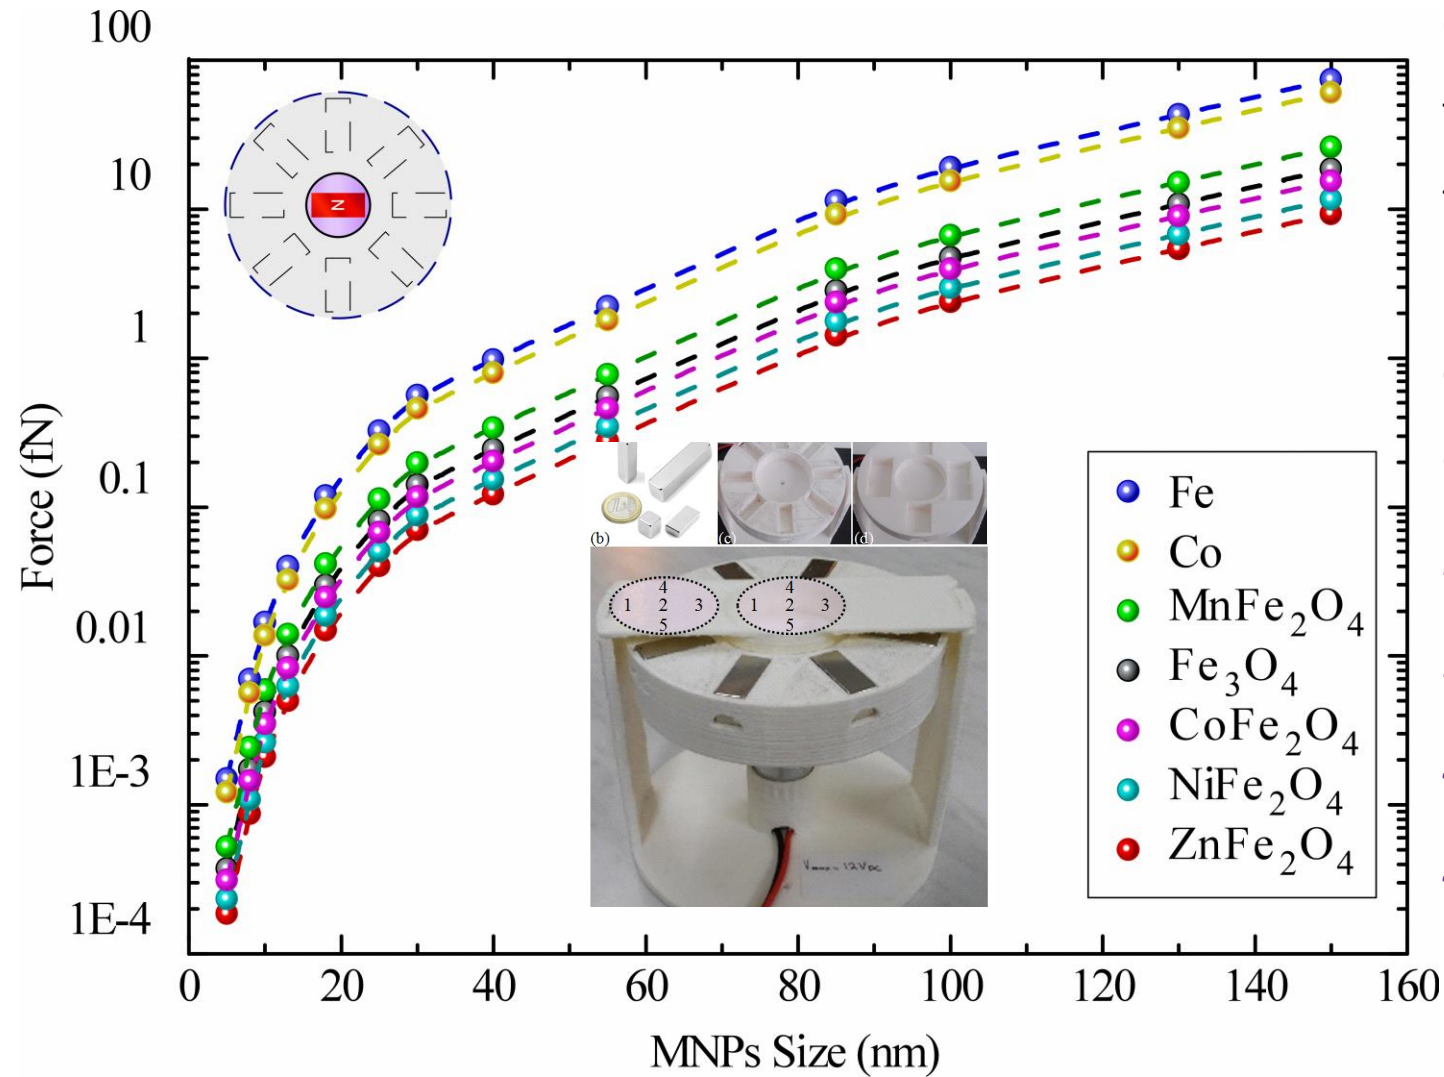 100
10
1
0.1
0.01
1E-3
1E-4
Force (fN)
N
Fe
Co
MnFe₂O₄
Fe₃O₄
CoFe₂O₄
NiFe₂O₄
ZnFe₂O₄
(b)
(c)
(d)
4
1 2 3
5
4
1 2 3
5
Vmax = 12VDC
0 20 40 60 80 100 120 140 160
MNPs Size (nm)